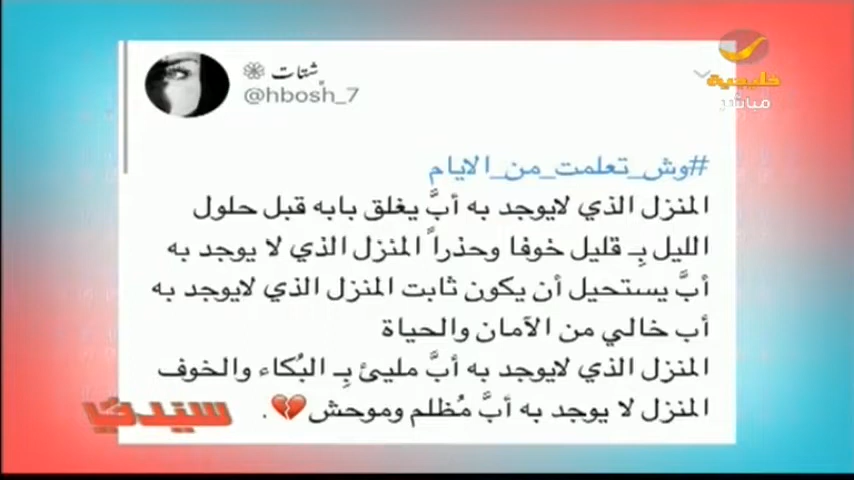 خليجية
مباشر
شتات
@hbosh_7
#وش_تعلمت_من_الايام
المنزل الذي لايوجد به أبَّ يغلق بابه قبل حلول
الليل بِـ قليل خوفا وحذراً المنزل الذي لا يوجد به
أبَّ يستحيل أن يكون ثابت المنزل الذي لايوجد به
أب خالي من الآمان والحياة
المنزل الذي لايوجد به أبَّ مليئ بِـ البُكاء والخوف
المنزل لا يوجد به أبَّ مُظلم وموحش💔.
سيدتي